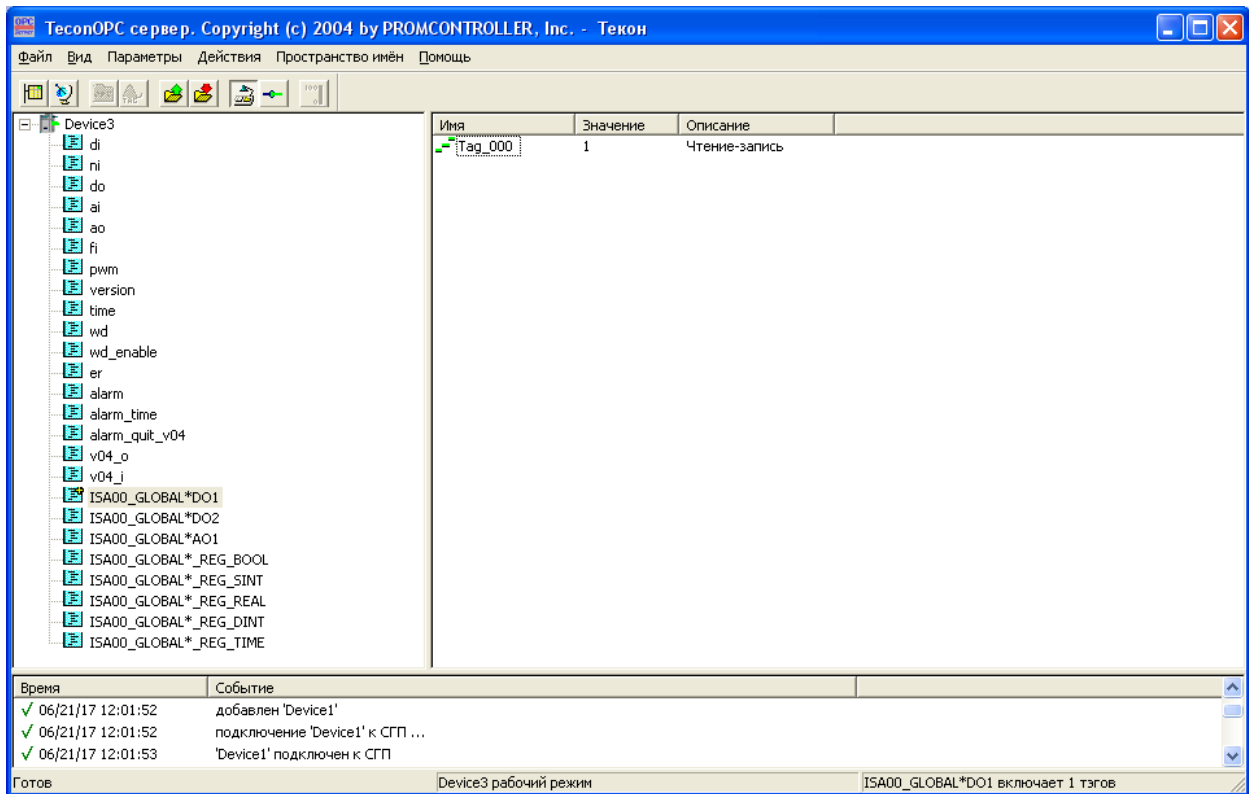 TeconOPC сервер. Copyright (c) 2004 by PROMCONTROLLER, Inc. - Текон
Файл Вид Параметры Действия Пространство имён Помощь
Device3
di
ni
do
ai
ao
fi
pwm
version
time
wd
wd_enable
er
alarm
alarm_time
alarm_quit_v04
v04_o
v04_i
ISA00_GLOBAL*DO1
ISA00_GLOBAL*DO2
ISA00_GLOBAL*AO1
ISA00_GLOBAL*_REG_BOOL
ISA00_GLOBAL*_REG_SINT
ISA00_GLOBAL*_REG_REAL
ISA00_GLOBAL*_REG_DINT
ISA00_GLOBAL*_REG_TIME
Имя Значение Описание
Tag_000 1 Чтение-запись
Время Событие
06/21/17 12:01:52 добавлен 'Device1'
06/21/17 12:01:52 подключение 'Device1' к СГП ...
06/21/17 12:01:53 'Device1' подключен к СГП
Готов Device3 рабочий режим ISA00_GLOBAL*DO1 включает 1 тэгов